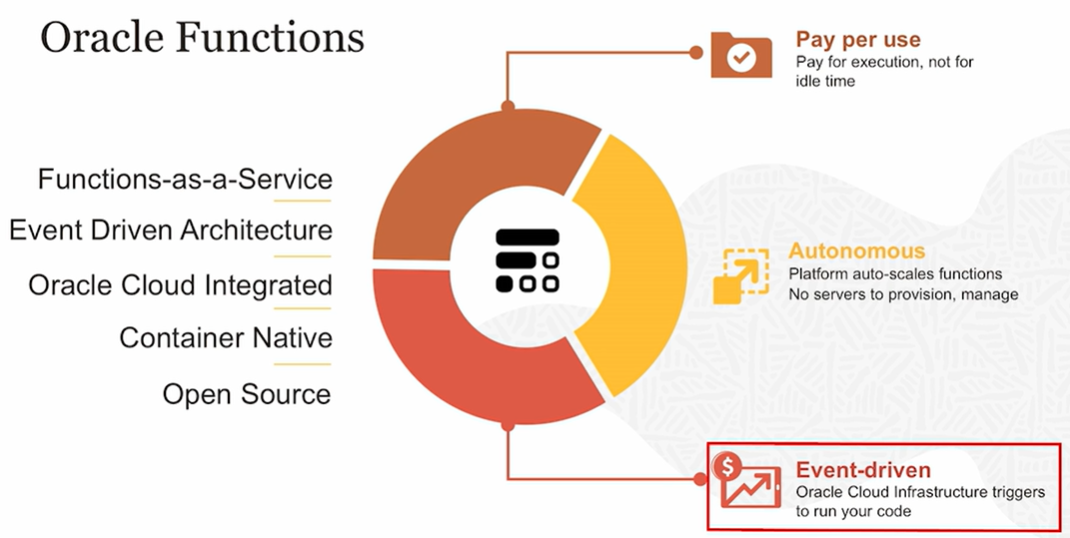 Oracle Functions
Functions-as-a-Service
Event Driven Architecture
Oracle Cloud Integrated
Container Native
Open Source
Pay per use
Pay for execution, not for
idle time
Autonomous
Platform auto-scales functions
No servers to provision, manage
$
Event-driven
Oracle Cloud Infrastructure triggers
to run your code